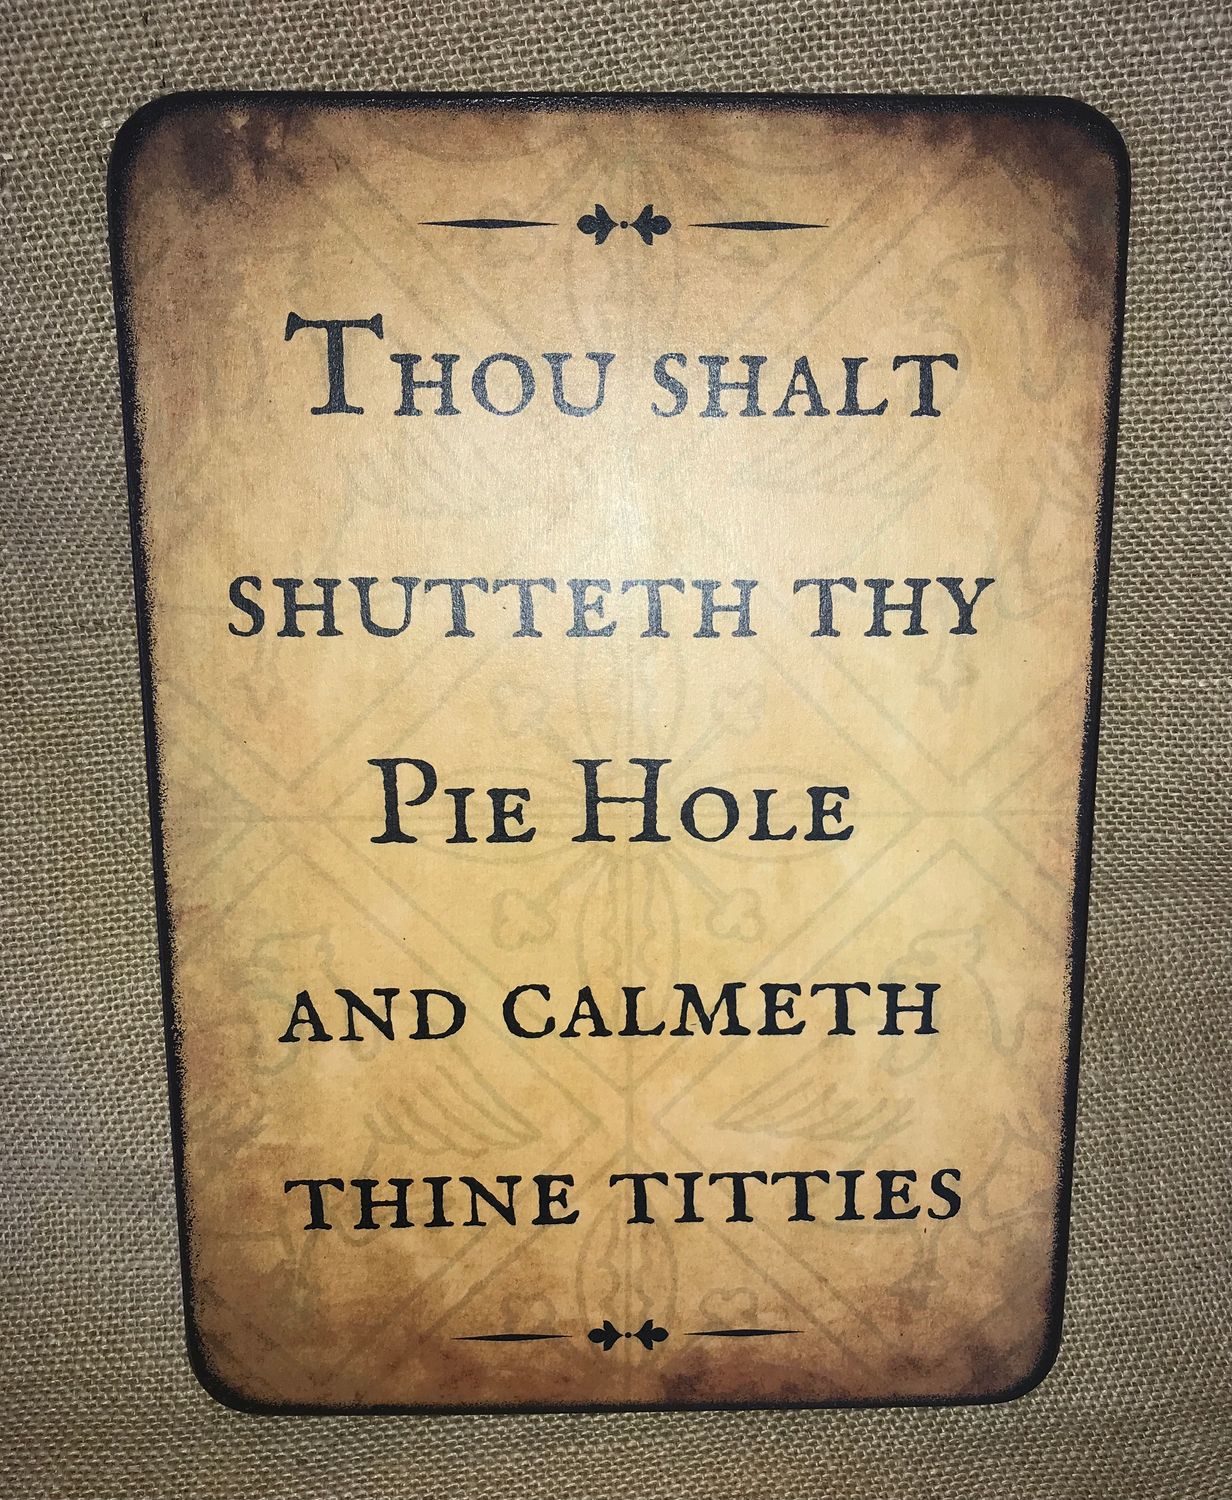 Thou shalt
shutteth thy
Pie Hole
and calmeth
thine titties